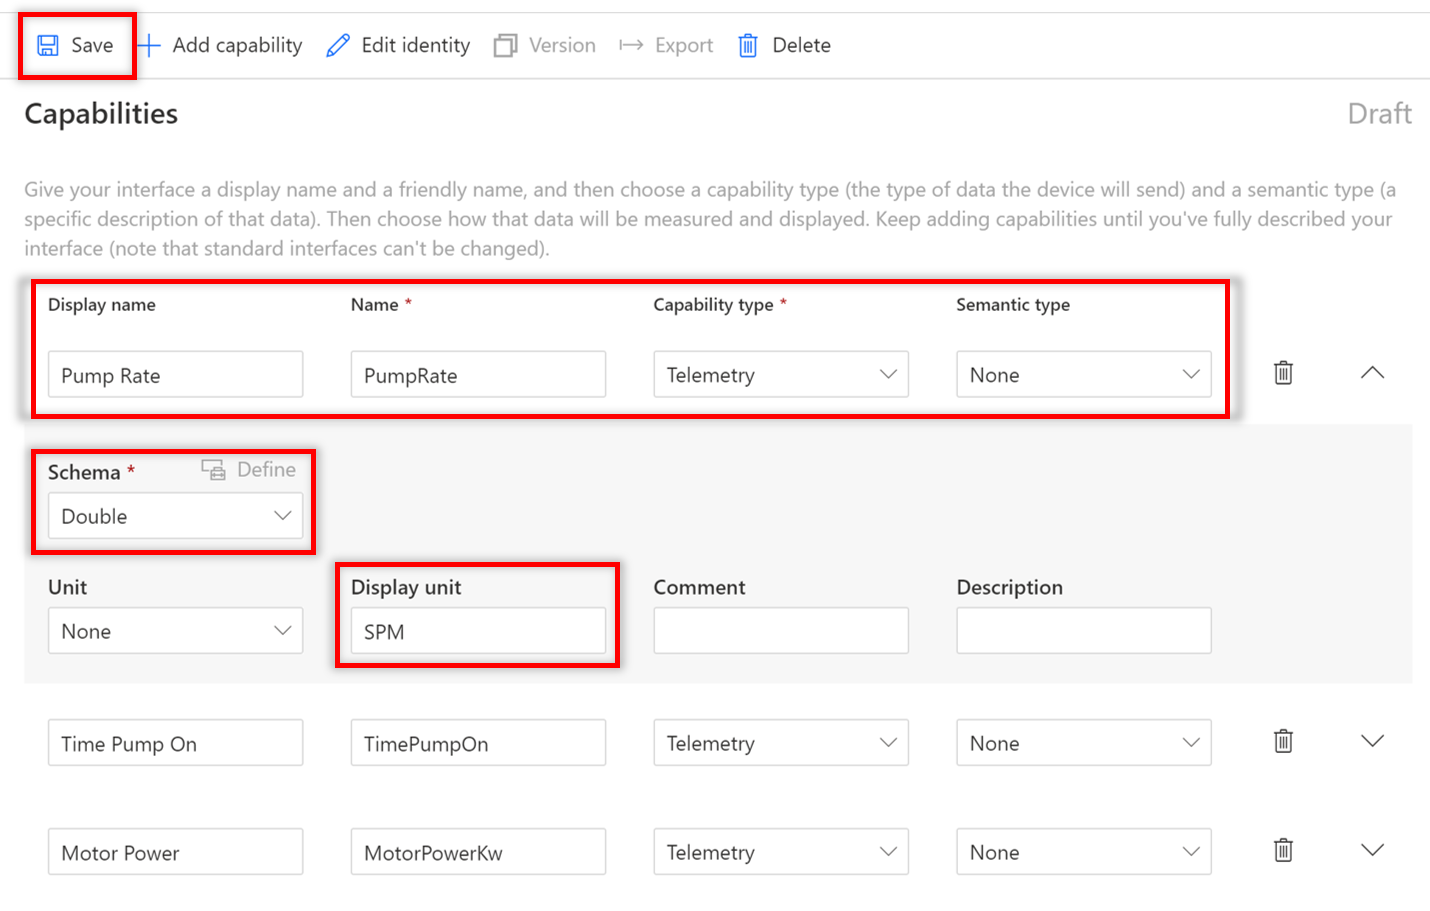 Save Add capability Edit identity Version Export Delete
Capabilities Draft
Give your interface a display name and a friendly name, and then choose a capability type (the type of data the device will send) and a semantic type (a
specific description of that data). Then choose how that data will be measured and displayed. Keep adding capabilities until you've fully described your
interface (note that standard interfaces can't be changed).
Display name Name * Capability type * Semantic type
Pump Rate PumpRate Telemetry None
Schema * Define
Double
Unit Display unit Comment Description
None SPM
Time Pump On TimePumpOn Telemetry None
Motor Power MotorPowerKw Telemetry None